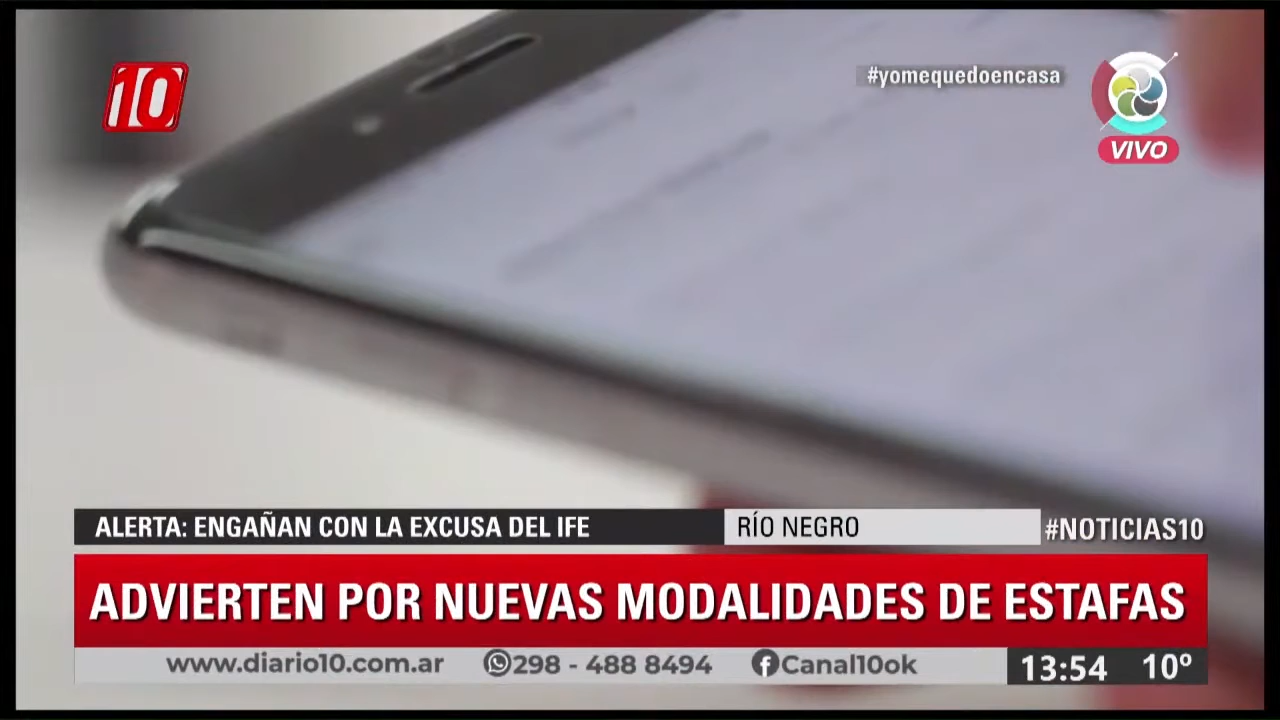 10
#yomequedoencasa
VIVO
ALERTA: ENGAÑAN CON LA EXCUSA DEL IFE
RÍO NEGRO
#NOTICIAS10
ADVIERTEN POR NUEVAS MODALIDADES DE ESTAFAS
www.diario10.com.ar
298 - 488 8494
Canal10ok
13:54
10º